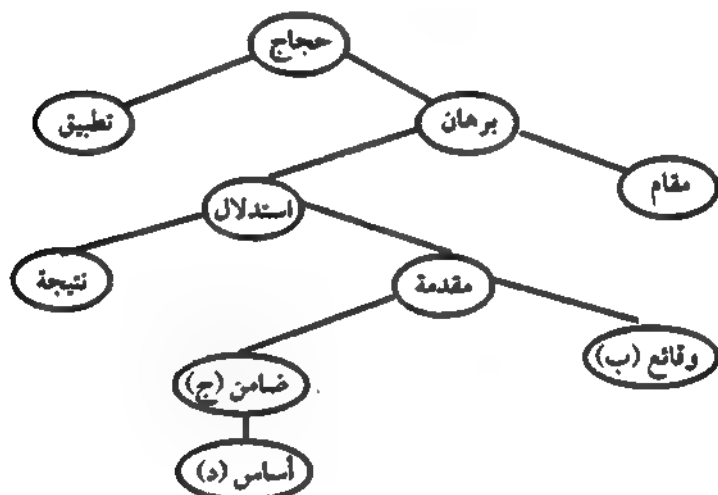 حجاج
برهان
تطبيق
مقام
استدلال
مقدمة
نتيجة
وقائع (ب)
ضامن (ج)
أساس (د)